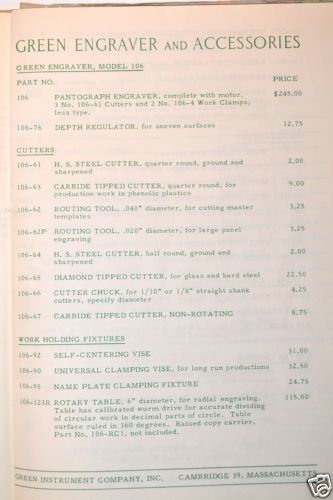 GREEN ENGRAVER AND ACCESSORIES
GREEN ENGRAVER, MODEL 106
PART NO. PRICE
106 PANTOGRAPH ENGRAVER, complete with motor, $245.00
3 No. 106-61 Cutters and 2 No. 106-4 Work Clamps,
less type,
106-76 DEPTH REGULATOR, for uneven surfaces 12.75
CUTTERS
106-61 H. S. STEEL CUTTER, quarter round, ground and 2.00
sharpened
106-63 CARBIDE TIPPED CUTTER, quarter round, for 9.00
production work in phenolic plastics
106-62 ROUTING TOOL, .040" diameter, for cutting master 3.25
templates
106-62P ROUTING TOOL, .020" diameter, for large panel 3.25
engraving
106-64 H. S. STEEL CUTTER, half round, ground and 2.00
sharpened
106-65 DIAMOND TIPPED CUTTER, for glass and hard steel 22.50
106-66 CUTTER CHUCK, for 1/10" or 1/8" straight shank 4.25
cutters, specify diameter
106-67 CARBIDE TIPPED CUTTER, NON-ROTATING 8.75
WORK HOLDING FIXTURES
106-92 SELF-CENTERING VISE 31.00
106-90 UNIVERSAL CLAMPING VISE, for long run productions 32.50
106-95 NAME PLATE CLAMPING FIXTURE 24.75
106-123R ROTARY TABLE, 6" diameter, for radial engraving, 115.00
Table has calibrated worm drive for accurate dividing
of circular work in decimal parts of circle. Table
surface ruled in 360 degrees. Raised copy carrier,
Part No. 106-RC1, not included.
GREEN INSTRUMENT COMPANY, INC. CAMBRIDGE 39, MASSACHUSETTS